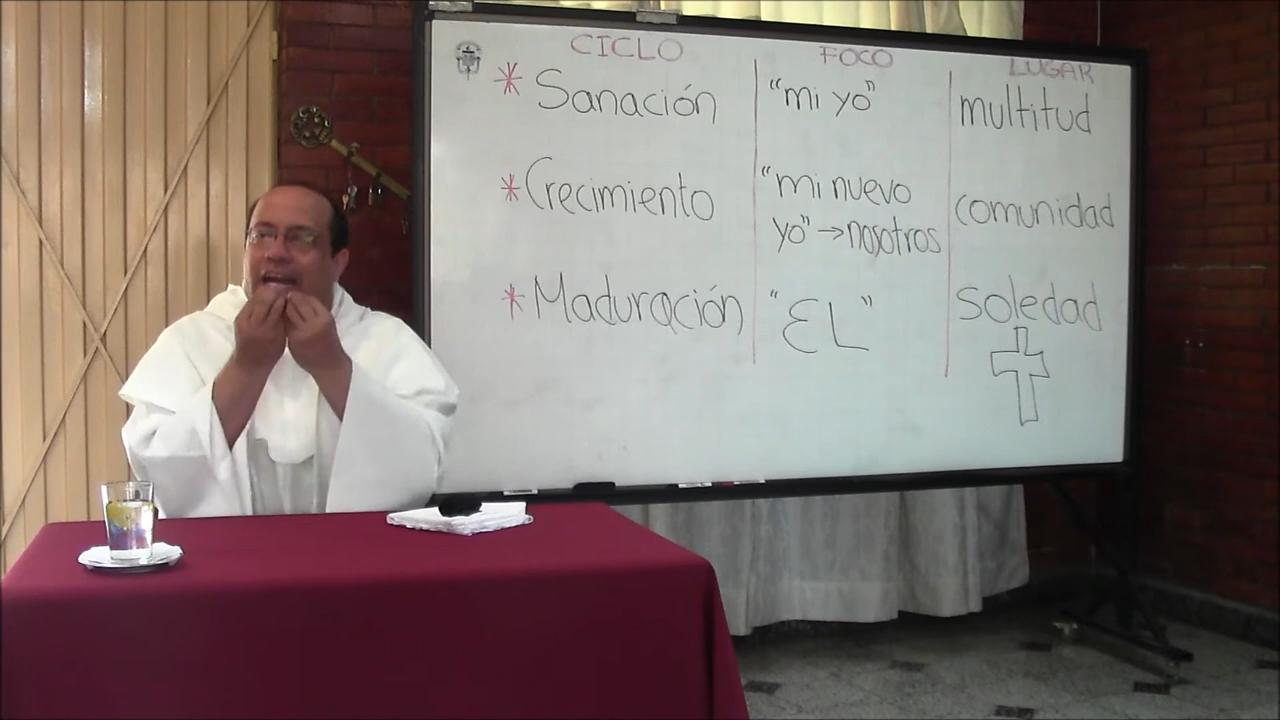 CICLO FOCO LUGAR
* Sanación "mi yo" multitud
* Crecimiento "mi nuevo
yo" → nosotros comunidad
* Maduración "EL" soledad